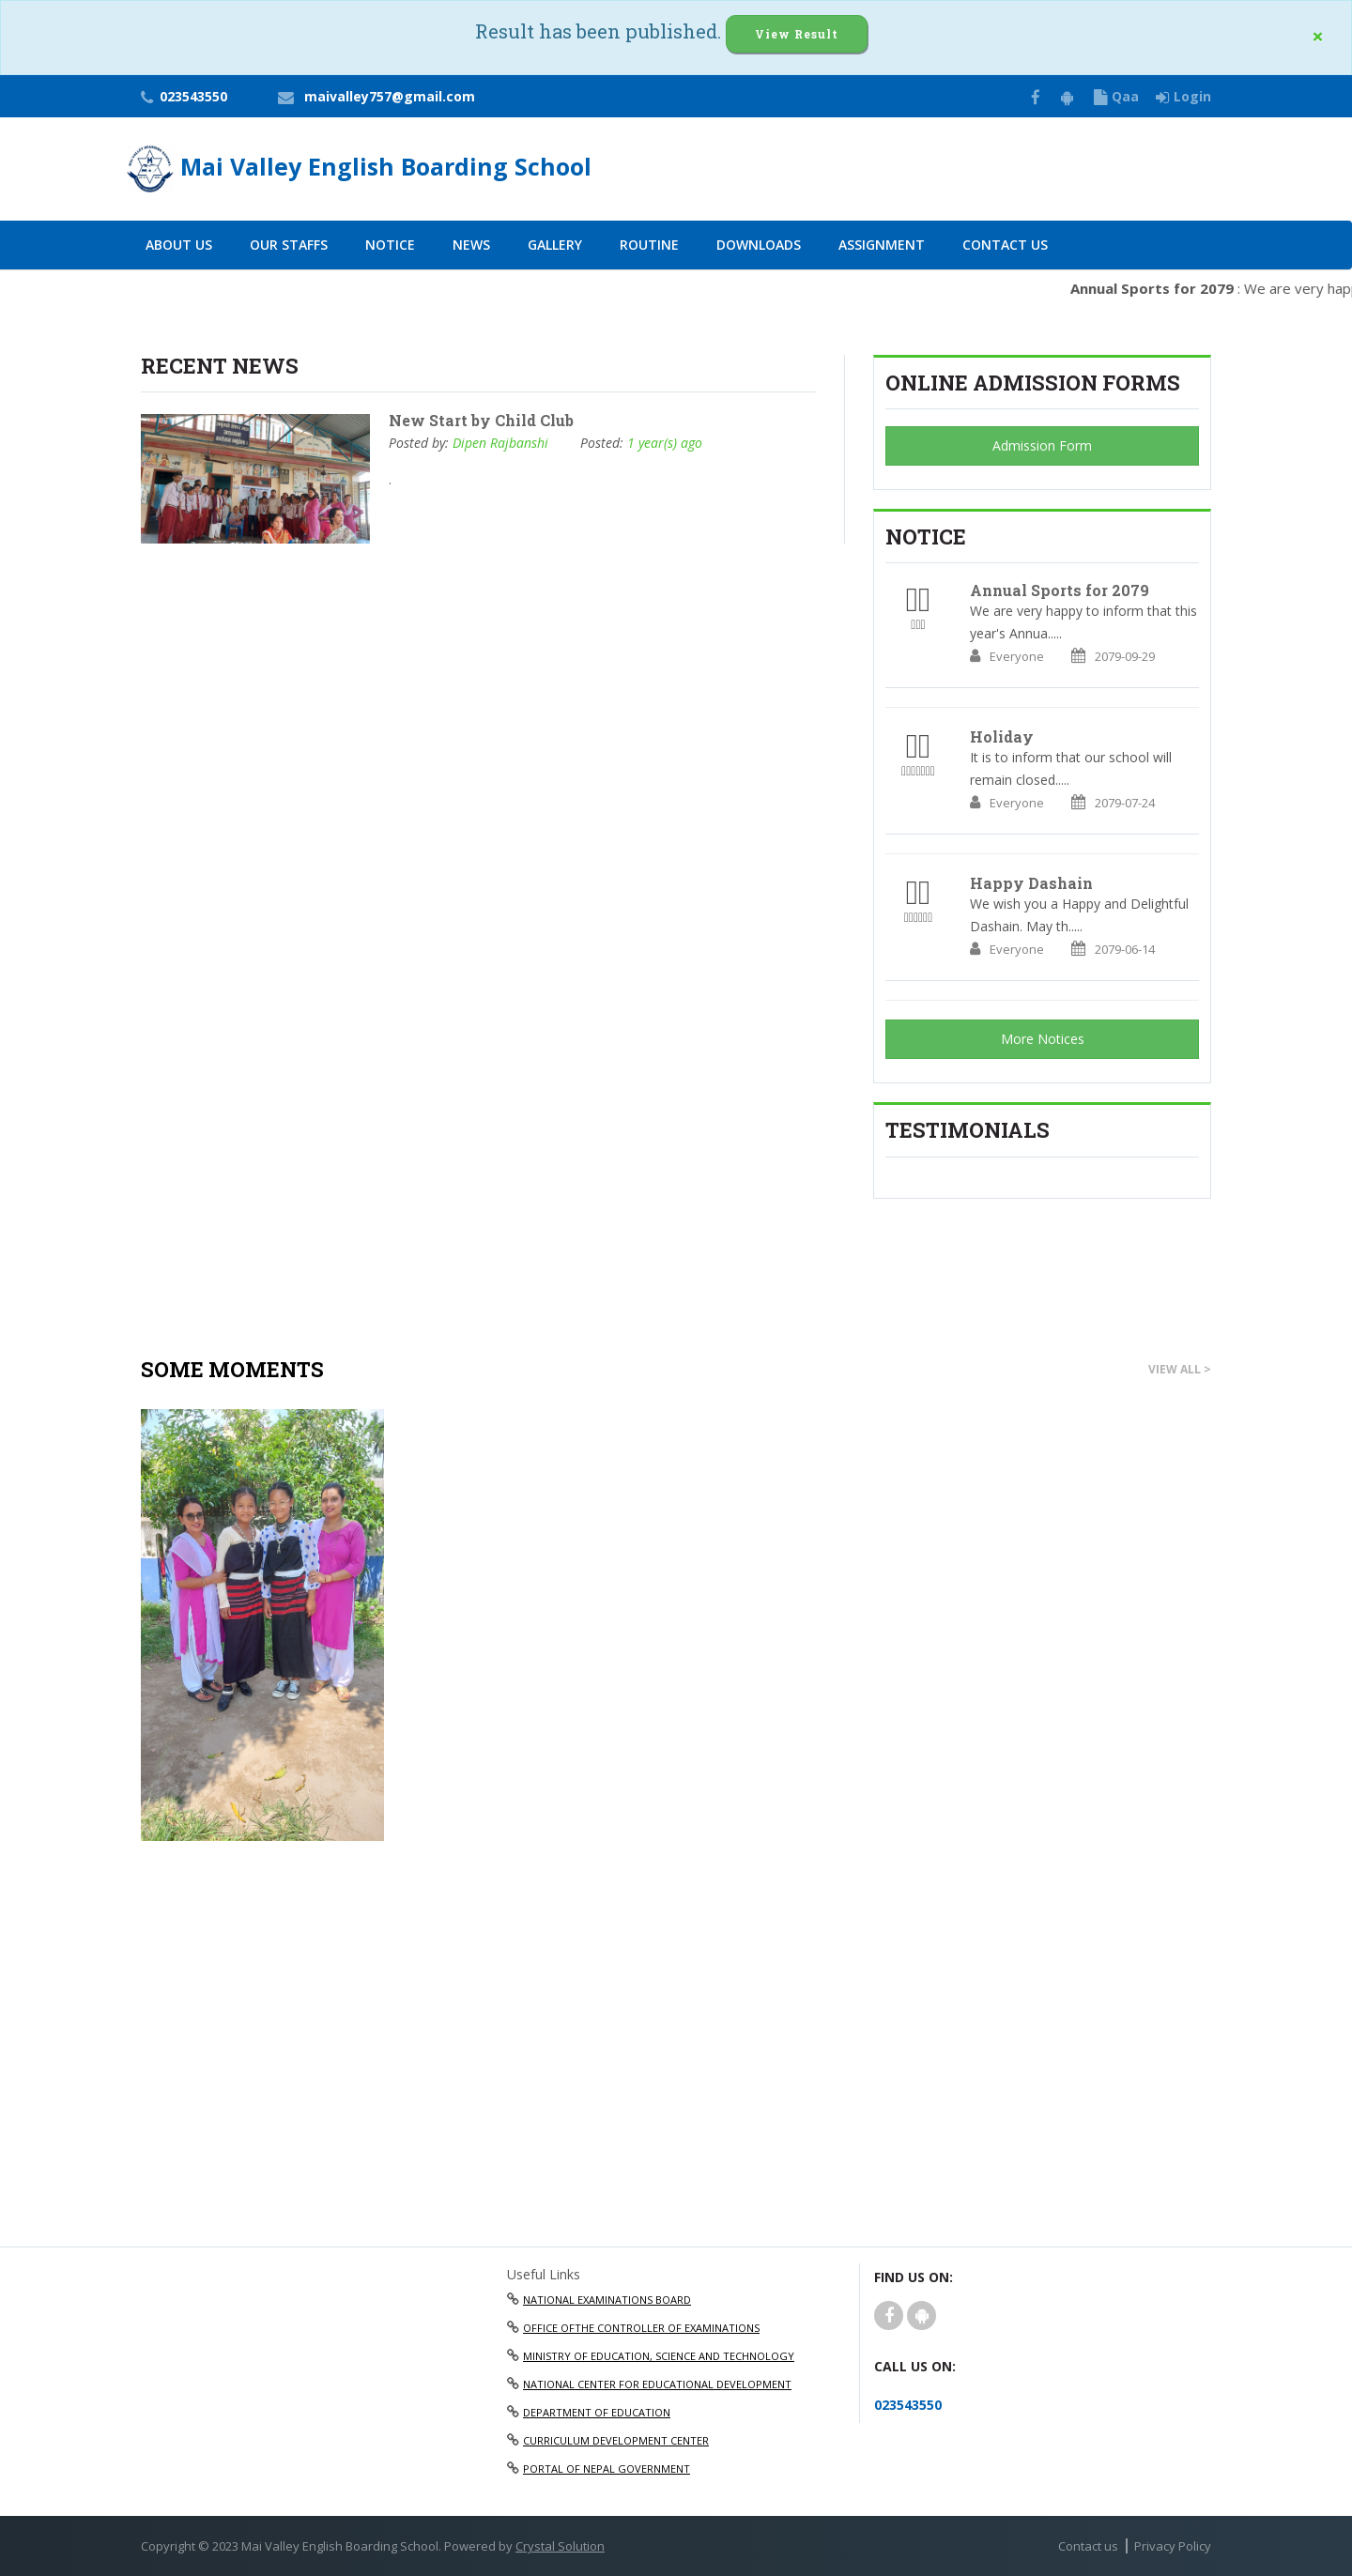 Result has been published. View Result
×
023543550 maivalley757@gmail.com Qaa Login
Mai Valley English Boarding School
ABOUT US OUR STAFFS NOTICE NEWS GALLERY ROUTINE DOWNLOADS ASSIGNMENT CONTACT US
Annual Sports for 2079 : We are very
RECENT NEWS
New Start by Child Club
Posted by: Dipen Rajbanshi Posted: 1 year(s) ago
.
ONLINE ADMISSION FORMS
Admission Form
NOTICE
Annual Sports for 2079
We are very happy to inform that this
year's Annua.....
Everyone 2079-09-29
Holiday
It is to inform that our school will
remain closed.....
Everyone 2079-07-24
Happy Dashain
We wish you a Happy and Delightful
Dashain. May th.....
Everyone 2079-06-14
More Notices
TESTIMONIALS
SOME MOMENTS
VIEW ALL >
Useful Links
NATIONAL EXAMINATIONS BOARD
OFFICE OFTHE CONTROLLER OF EXAMINATIONS
MINISTRY OF EDUCATION, SCIENCE AND TECHNOLOGY
NATIONAL CENTER FOR EDUCATIONAL DEVELOPMENT
DEPARTMENT OF EDUCATION
CURRICULUM DEVELOPMENT CENTER
PORTAL OF NEPAL GOVERNMENT
FIND US ON:
CALL US ON:
023543550
Copyright © 2023 Mai Valley English Boarding School. Powered by Crystal Solution
Contact us | Privacy Policy